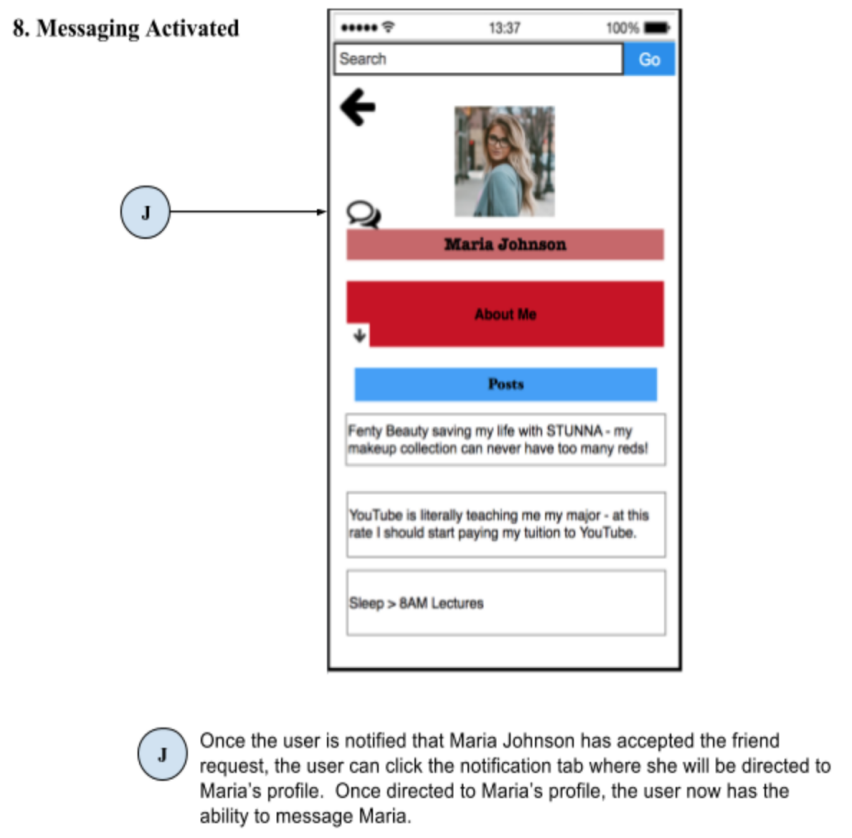 8. Messaging Activated
13:37
100%
Search
Go
J
Maria Johnson
About Me
Posts
Fenty Beauty saving my life with STUNNA - my
makeup collection can never have too many reds!
YouTube is literally teaching me my major - at this
rate I should start paying my tuition to YouTube.
Sleep > 8AM Lectures
J
Once the user is notified that Maria Johnson has accepted the friend
request, the user can click the notification tab where she will be directed to
Maria's profile.  Once directed to Maria's profile, the user now has the
ability to message Maria.